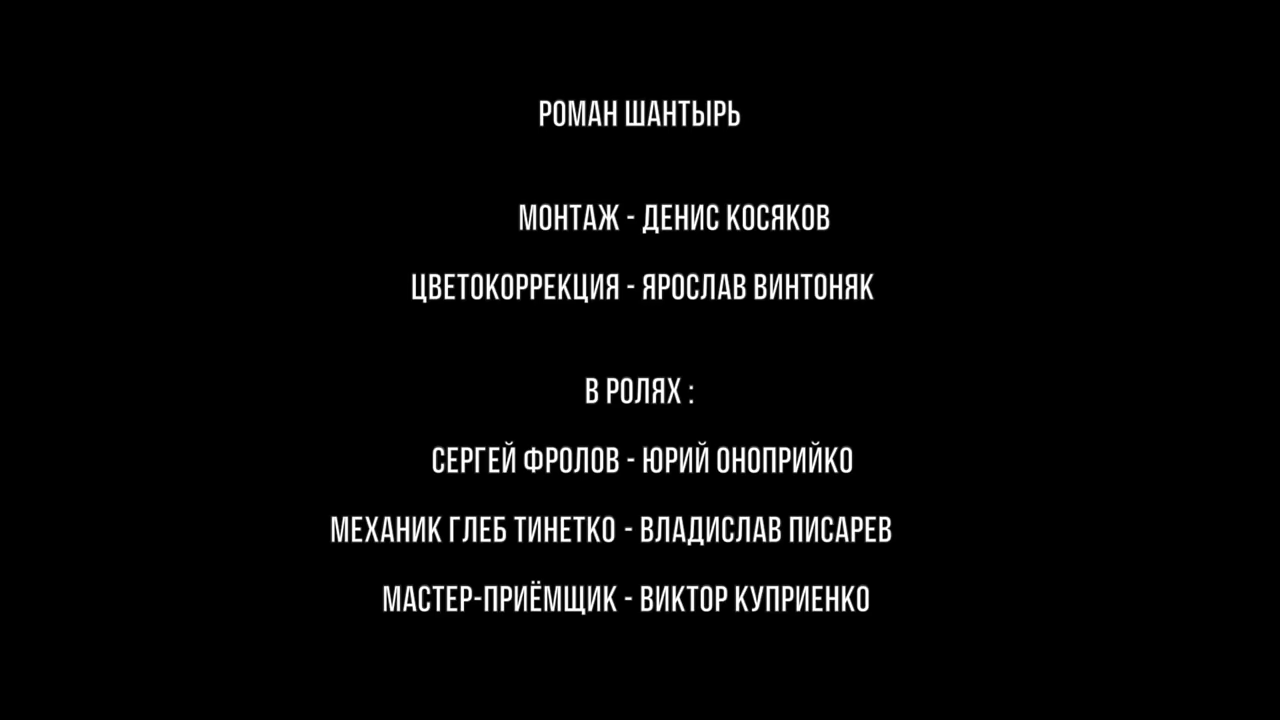 РОМАН ШАНТЫРЬ
МОНТАЖ - ДЕНИС КОСЯКОВ
ЦВЕТОКОРРЕКЦИЯ - ЯРОСЛАВ ВИНТОНЯК
В РОЛЯХ :
СЕРГЕЙ ФРОЛОВ - ЮРИЙ ОНОПРИЙКО
МЕХАНИК ГЛЕБ ТИНЕТКО - ВЛАДИСЛАВ ПИСАРЕВ
МАСТЕР-ПРИЁМЩИК - ВИКТОР КУПРИЕНКО